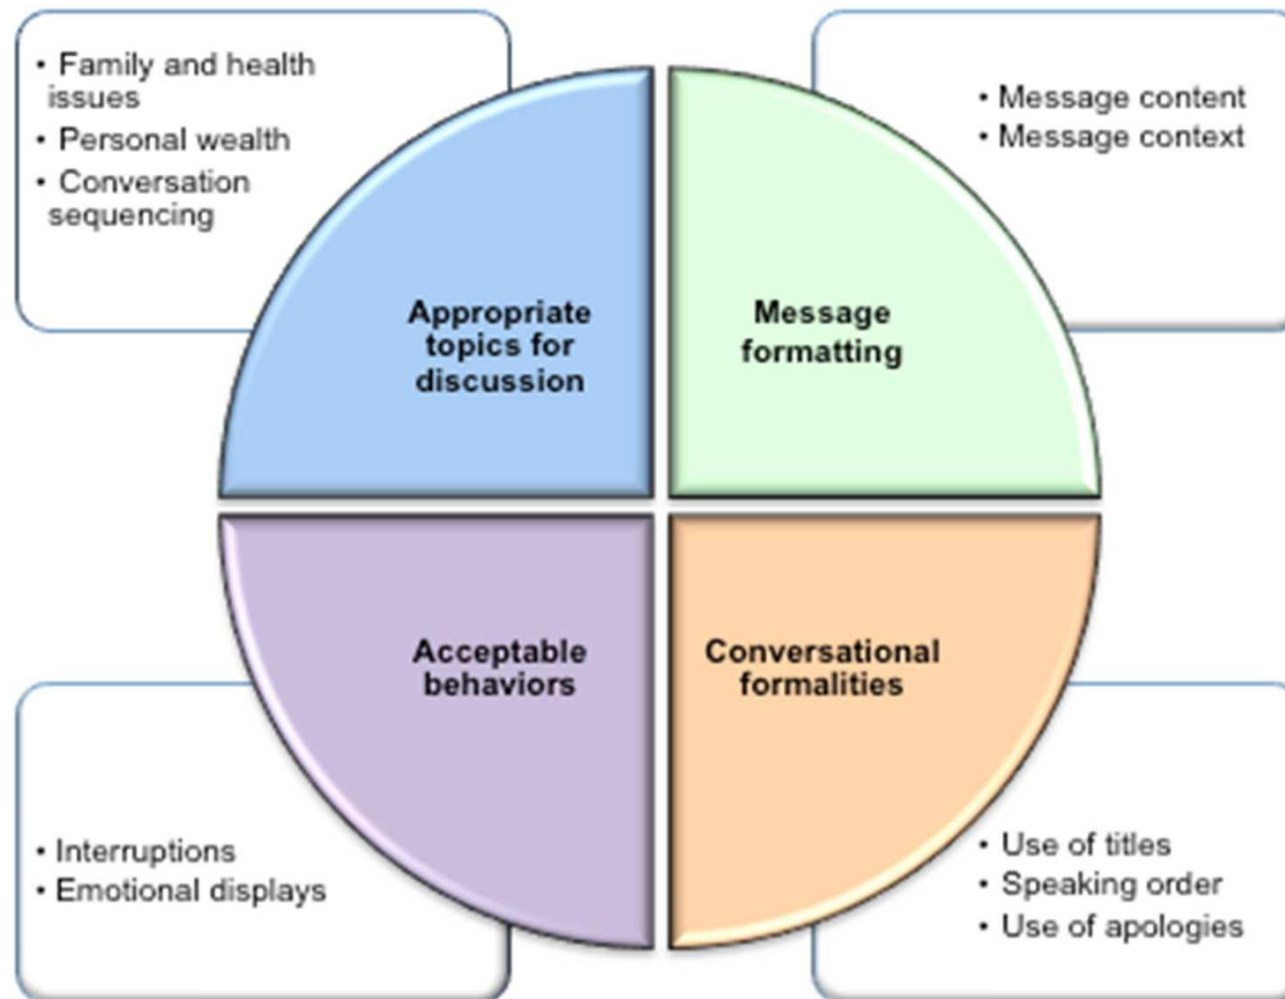 • Family and health
issues
• Personal wealth
• Conversation
sequencing
• Message content
• Message context
Appropriate
topics for
discussion
Message
formatting
Acceptable
behaviors
Conversational
formalities
• Interruptions
• Emotional displays
• Use of titles
• Speaking order
• Use of apologies